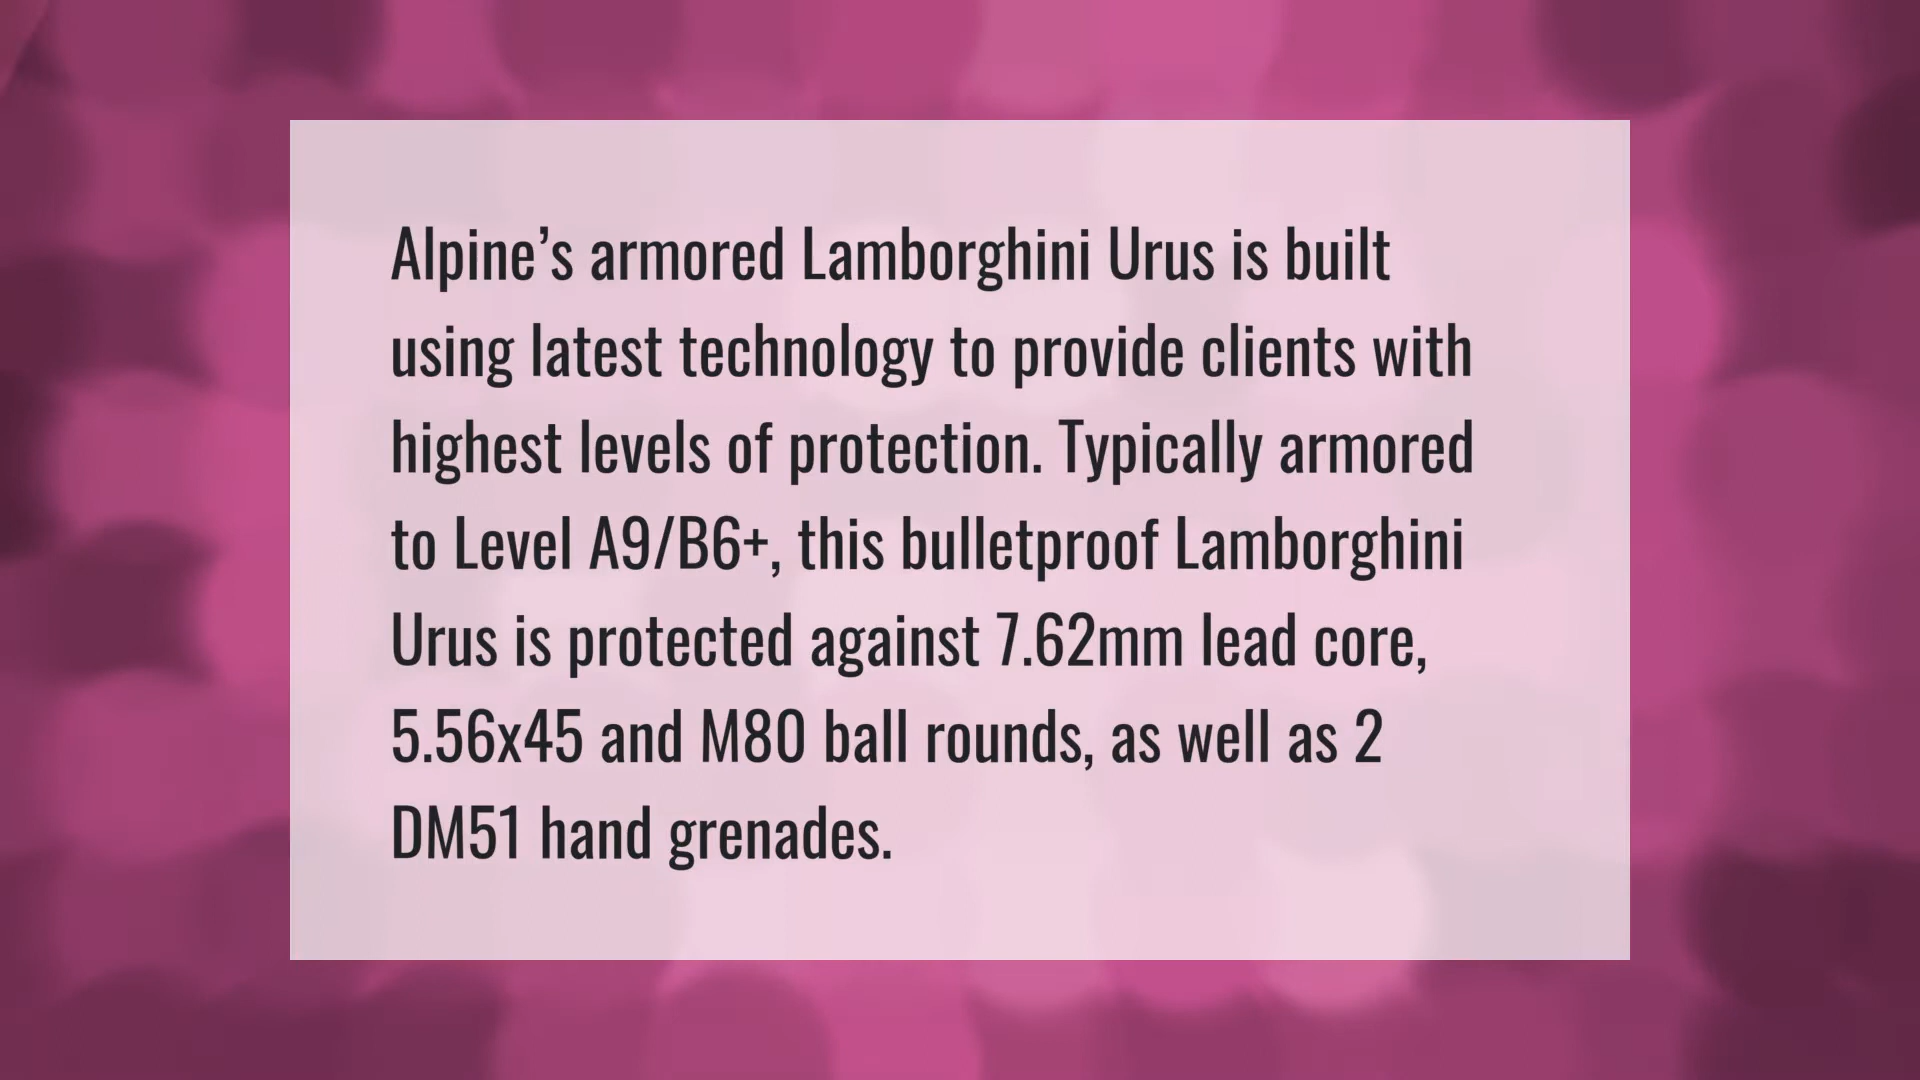 Alpine’s armored Lamborghini Urus is built
using latest technology to provide clients with
highest levels of protection. Typically armored
to Level A9/B6+, this bulletproof Lamborghini
Urus is protected against 7.62mm lead core,
5.56x45 and M80 ball rounds, as well as 2
DM51 hand grenades.